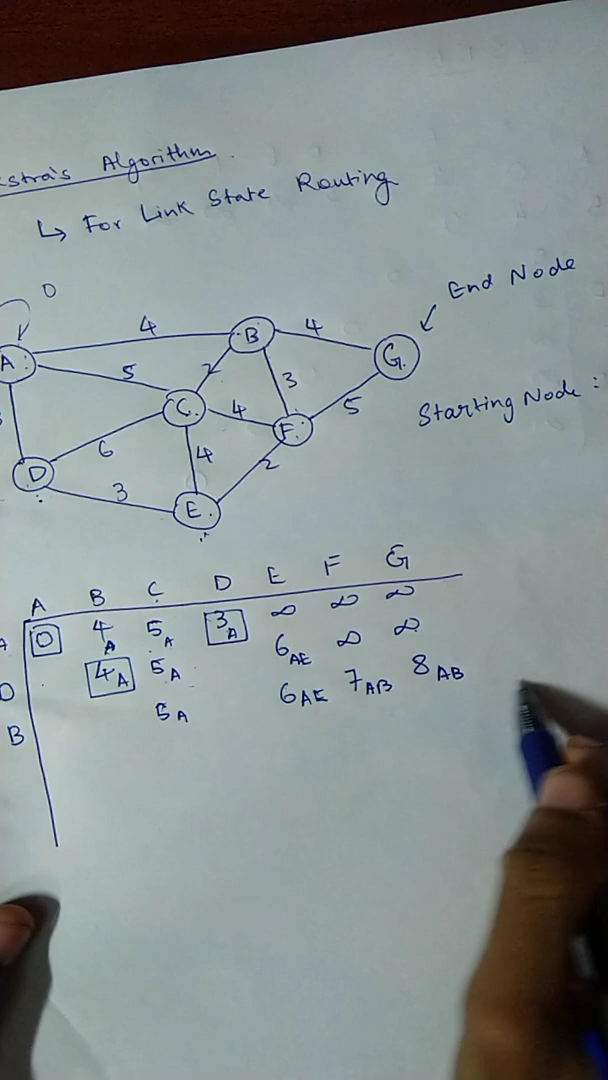 Algorithm
↳ For Link State Routing
0
End Node
4
B
4
G
A
5
2
3
C
4
F
5
Starting Node :
6
4
D
3
2
E
A B C D E F G
A 0 4A 5A 3A ∞ ∞ ∞
D 4A 5A 6AE ∞ ∞
B 5A 6AE 7AB 8AB